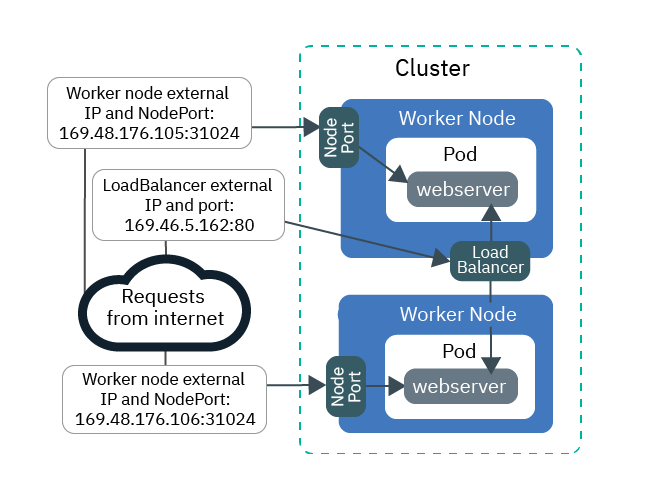 Cluster
Worker node external
IP and NodePort:
169.48.176.105:31024
Node
Port
Worker Node
Pod
webserver
LoadBalancer external
IP and port:
169.46.5.162:80
Load
Balancer
Requests
from internet
Worker Node
Pod
webserver
Node
Port
Worker node external
IP and NodePort:
169.48.176.106:31024